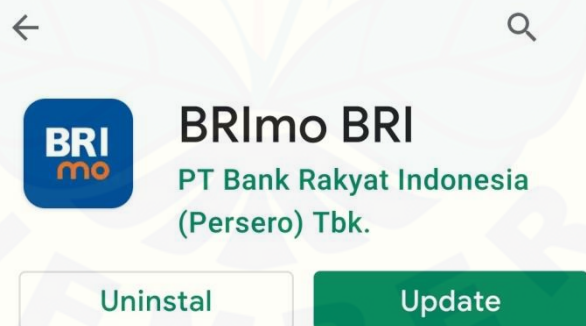 BRI
mo
BRImo BRI
PT Bank Rakyat Indonesia
(Persero) Tbk.
Uninstal
Update